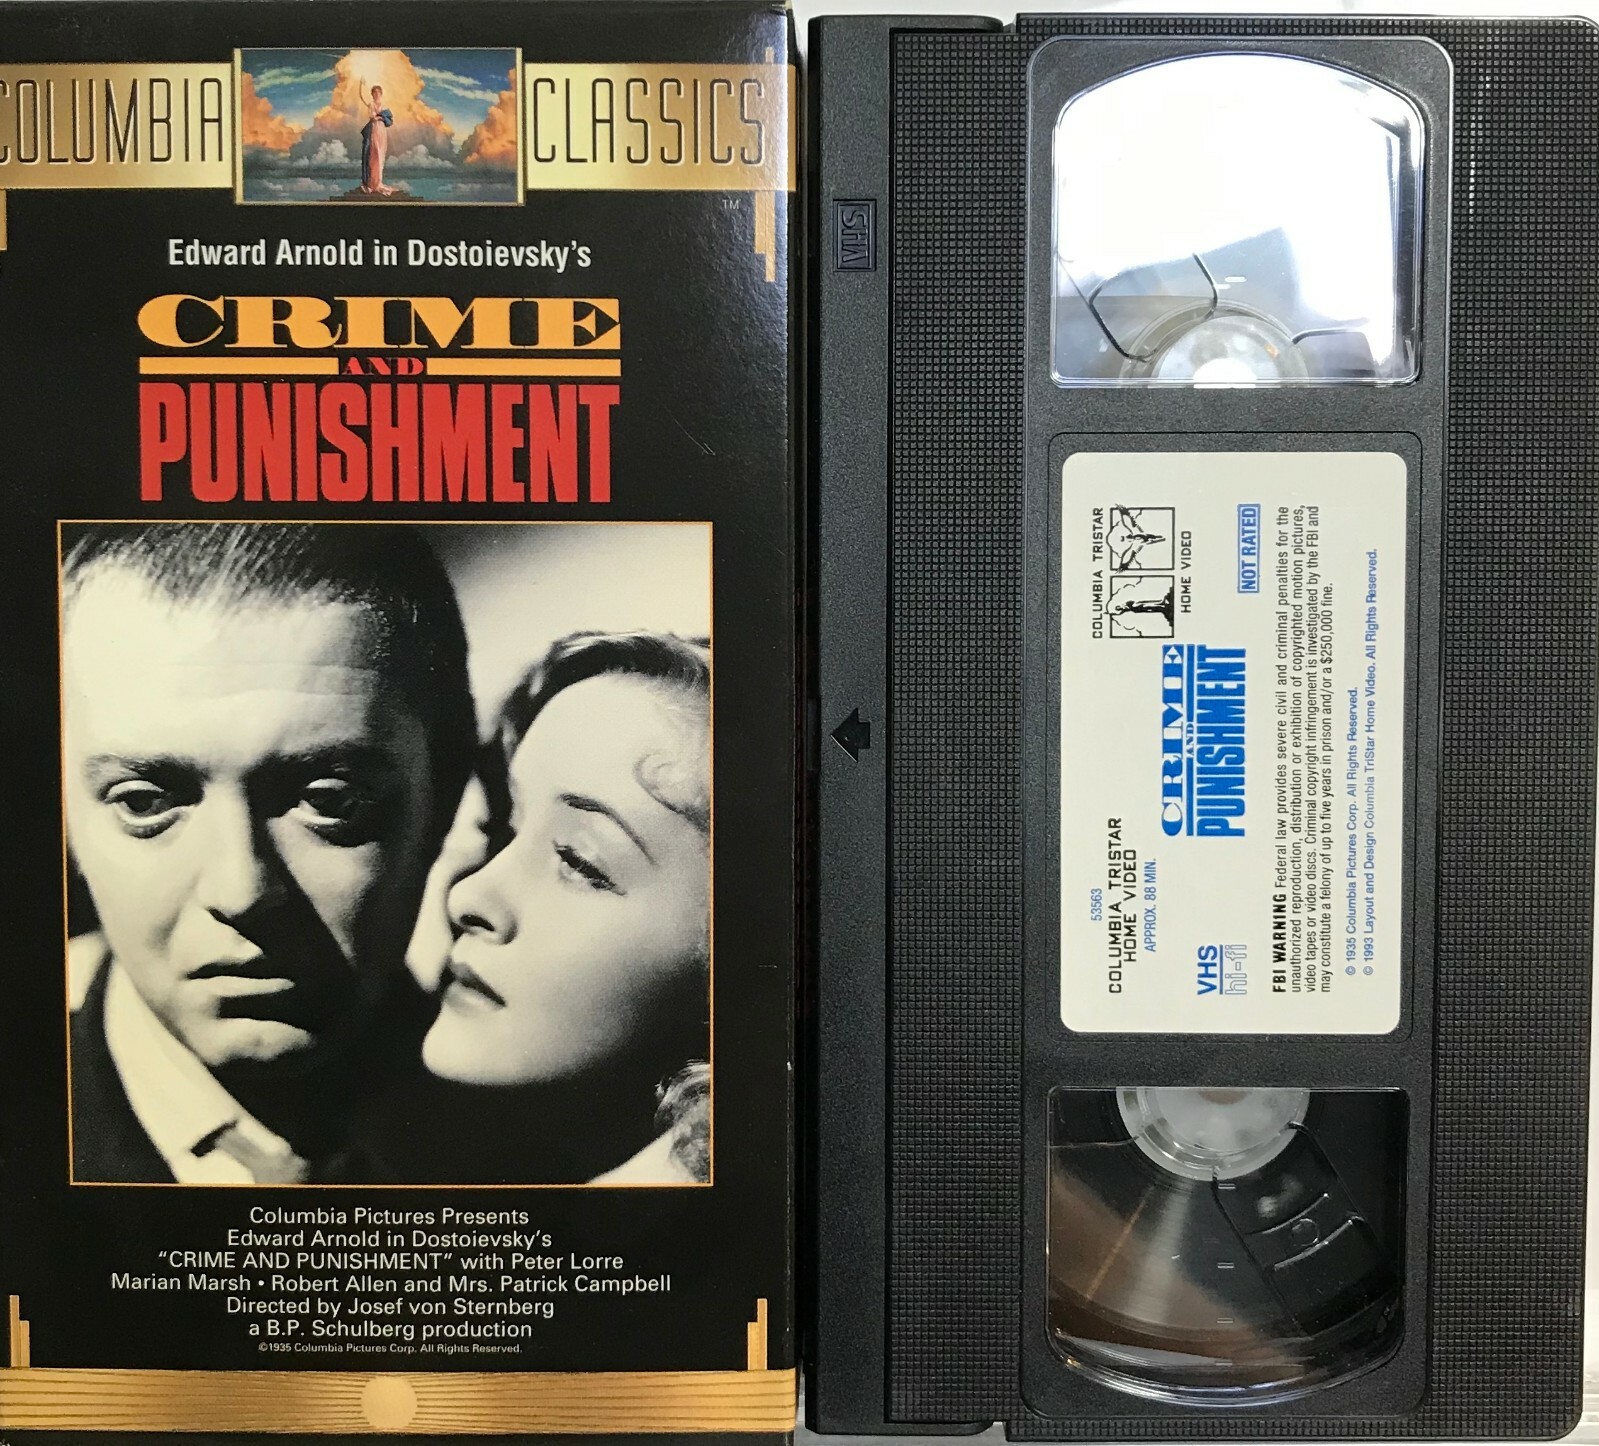 COLUMBIA CLASSICS
TM
Edward Arnold in Dostoievsky's
CRIME
AND
PUNISHMENT
Columbia Pictures Presents
Edward Arnold in Dostoievsky's
"CRIME AND PUNISHMENT" with Peter Lorre
Marian Marsh • Robert Allen and Mrs. Patrick Campbell
Directed by Josef von Sternberg
a B.P. Schulberg production
©1935 Columbia Pictures Corp. All Rights Reserved.
VHS
COLUMBIA TRISTAR
HOME VIDEO
53563
COLUMBIA TRISTAR
HOME VIDEO
APPROX. 88 MIN.
CRIME
AND
PUNISHMENT
VHS
hi-fi
NOT RATED
FBI WARNING Federal law provides severe civil and criminal penalties for the
unauthorized reproduction, distribution or exhibition of copyrighted motion pictures,
video tapes or video discs. Criminal copyright infringement is investigated by the FBI and
may constitute a felony of up to five years in prison and/or a $250,000 fine.
© 1935 Columbia Pictures Corp. All Rights Reserved.
© 1993 Layout and Design Columbia TriStar Home Video. All Rights Reserved.